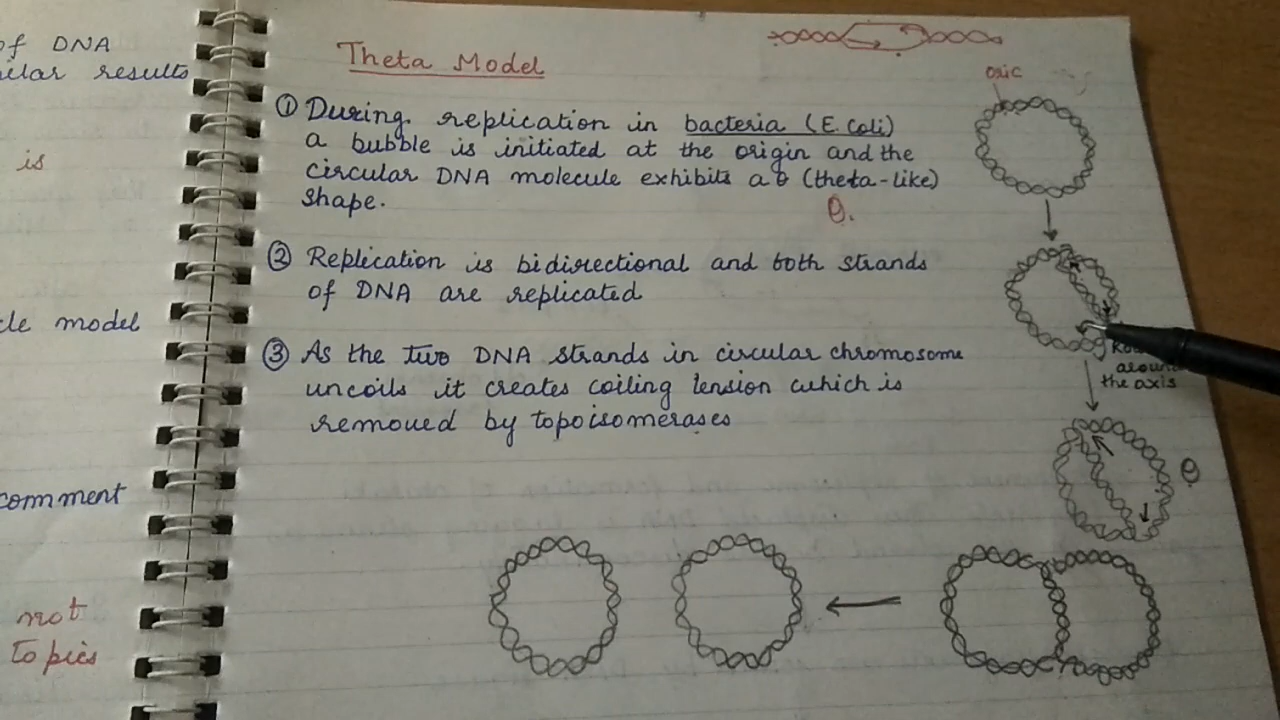 of DNA
results
is
model
comment
not
topics
Theta Model
① During replication in bacteria (E. Coli)
a bubble is initiated at the origin and the
circular DNA molecule exhibits a θ (theta-like)
shape.
θ.
② Replication is bidirectional and both strands
of DNA are replicated
③ As the two DNA strands in circular chromosome
uncoils it creates coiling tension which is
removed by topoisomerases
oric
around
the axis
θ